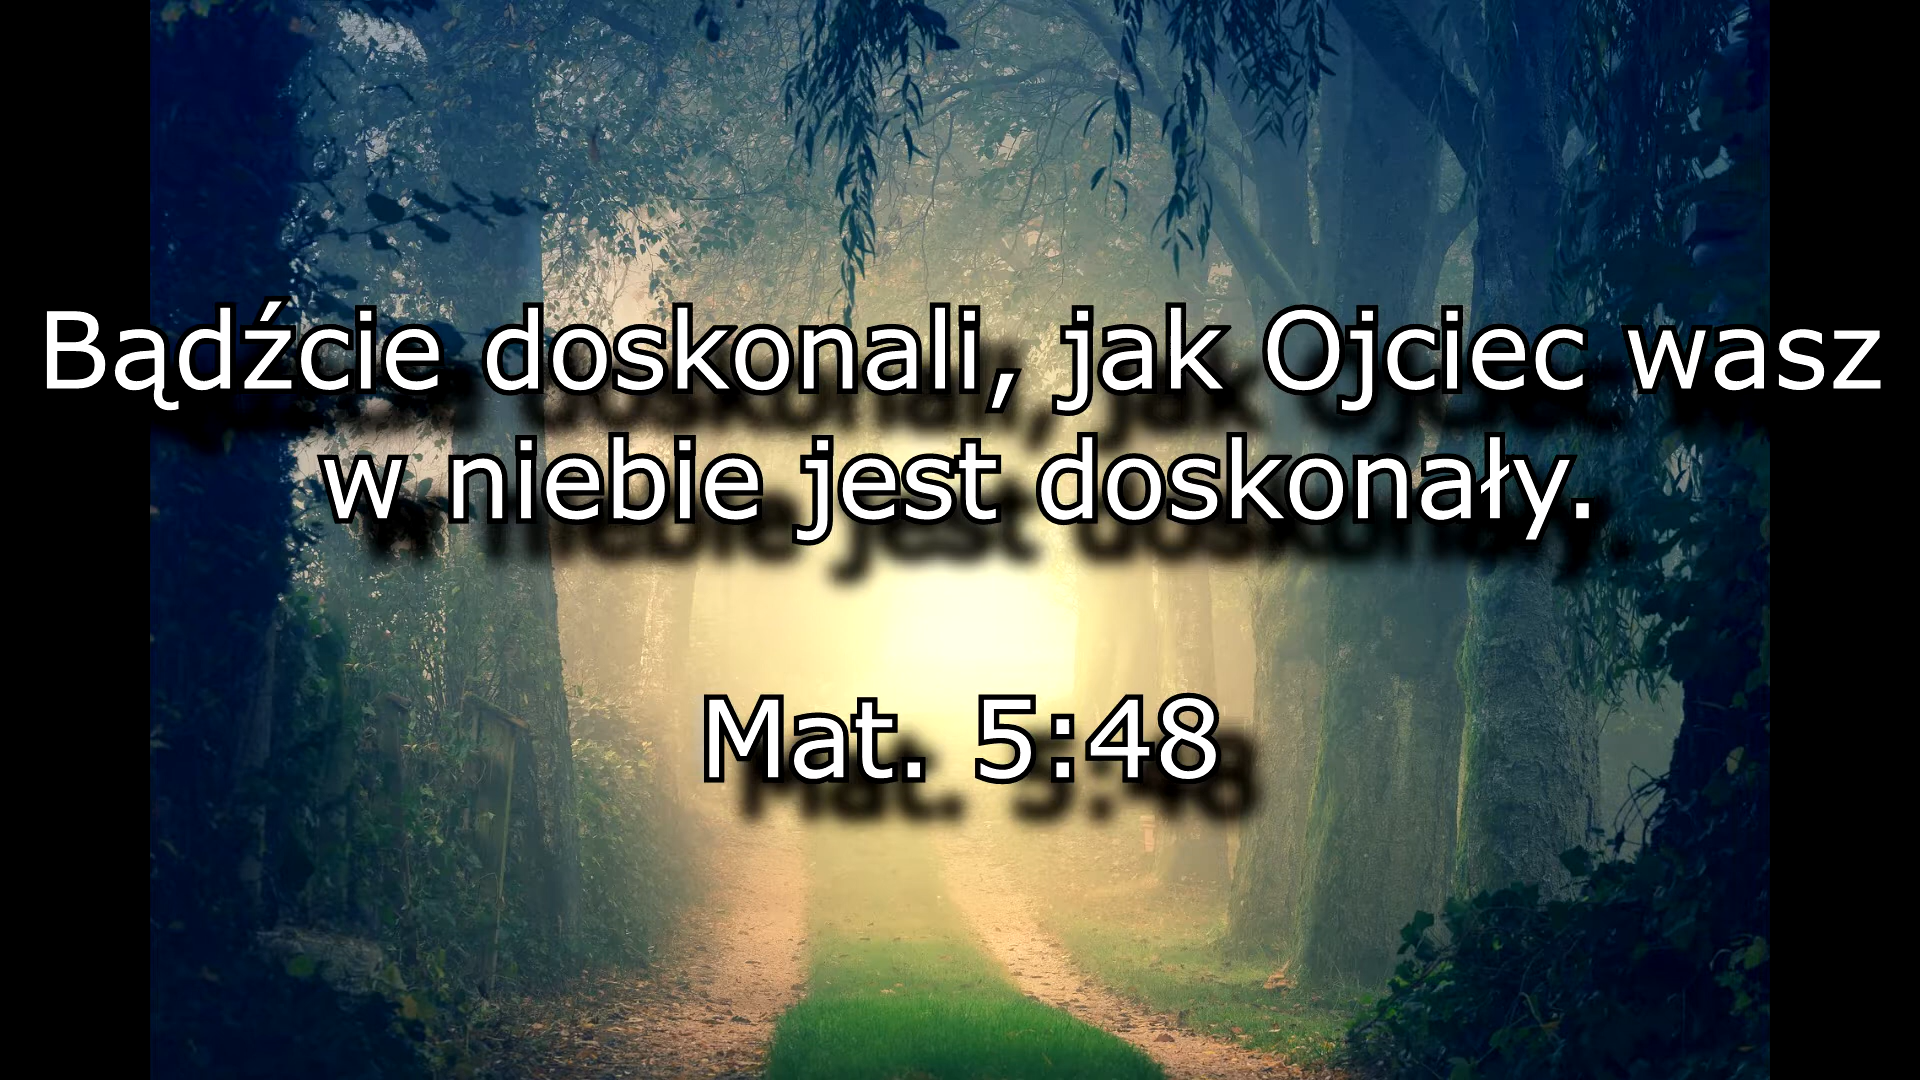 Bądźcie doskonali, jak Ojciec wasz
w niebie jest doskonały.
Mat. 5:48